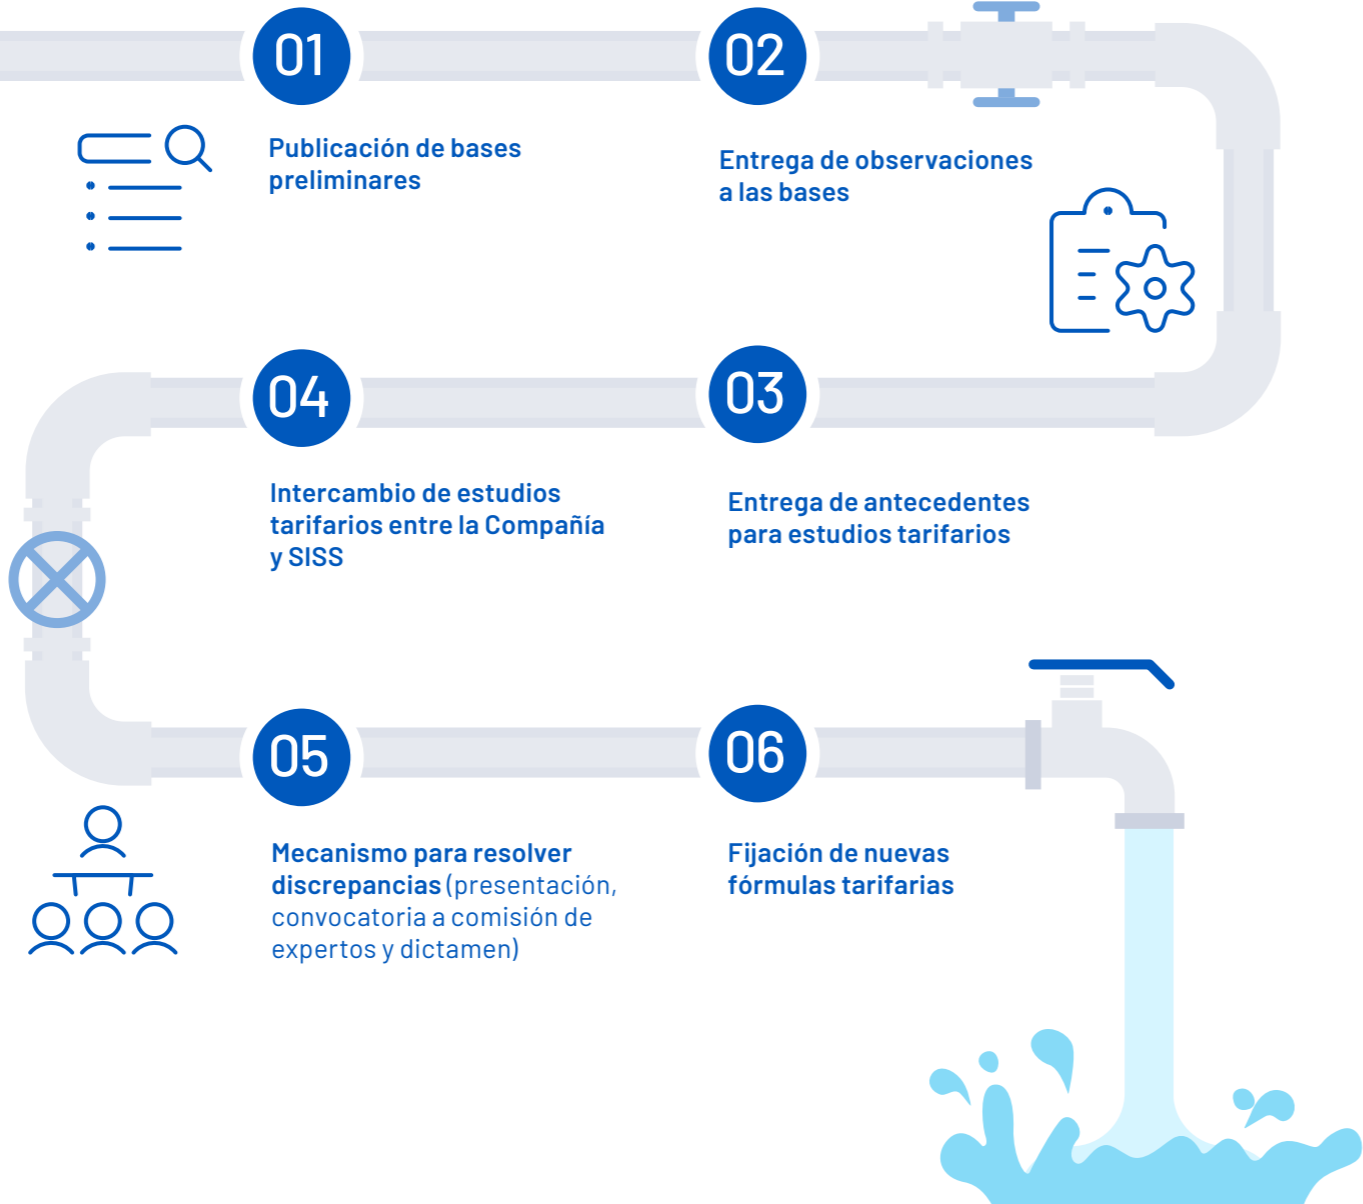 01
Publicación de bases
preliminares
02
Entrega de observaciones
a las bases
03
Entrega de antecedentes
para estudios tarifarios
04
Intercambio de estudios
tarifarios entre la Compañía
y SISS
05
Mecanismo para resolver
discrepancias (presentación,
convocatoria a comisión de
expertos y dictamen)
06
Fijación de nuevas
fórmulas tarifarias